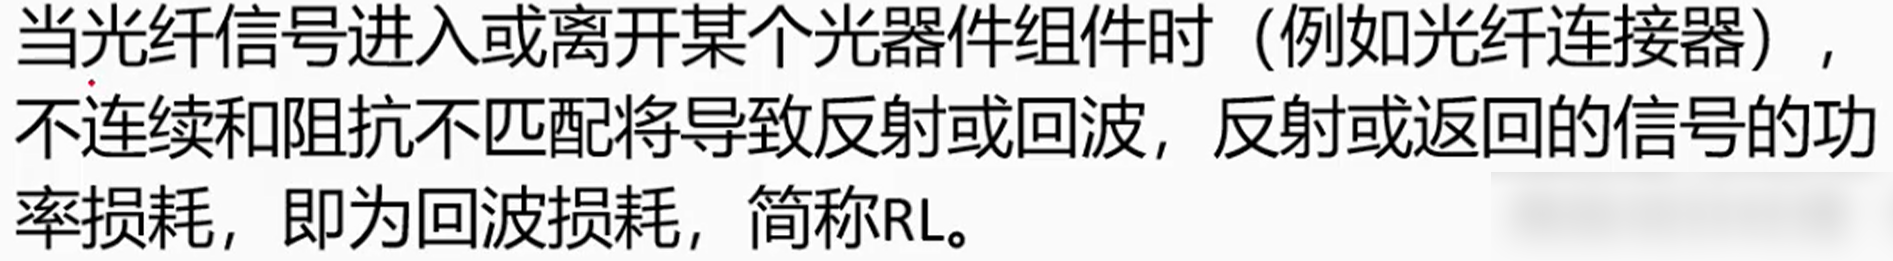 当光纤信号进入或离开某个光器件组件时（例如光纤连接器），
不连续和阻抗不匹配将导致反射或回波，反射或返回的信号的功
率损耗，即为回波损耗，简称RL。